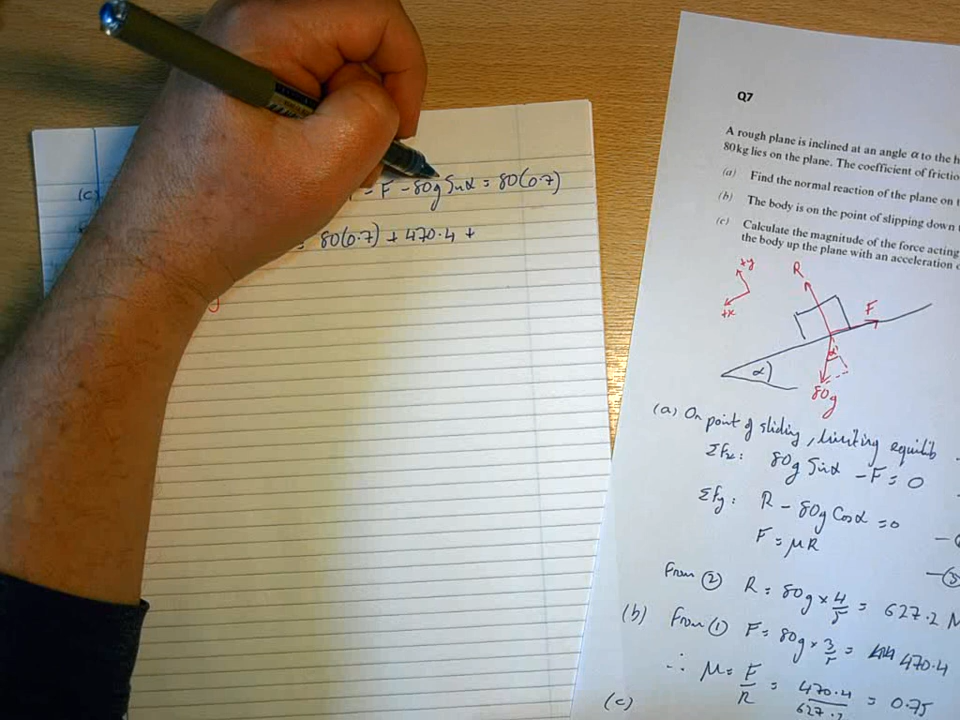 (c)
= F - 80g Sinα = 80(0.7)
= 80(0.7) + 470.4 +
Q7
A rough plane is inclined at an angle α to the h
80kg lies on the plane. The coefficient of frictio
(a) Find the normal reaction of the plane on t
(b) The body is on the point of slipping down
(c) Calculate the magnitude of the force acting
the body up the plane with an acceleration o
+y
+x
R
F
α
α
80g
(a) On point of sliding, limiting equilib
ΣFx: 80g Sinα - F = 0
ΣFy: R - 80g Cosα = 0
F = μR
From ② R = 80g × 4/5 = 627.2 N
(b) From ① F = 80g × 3/5 = 470.4
∴ μ = F/R = 470.4/627.2 = 0.75
(c)